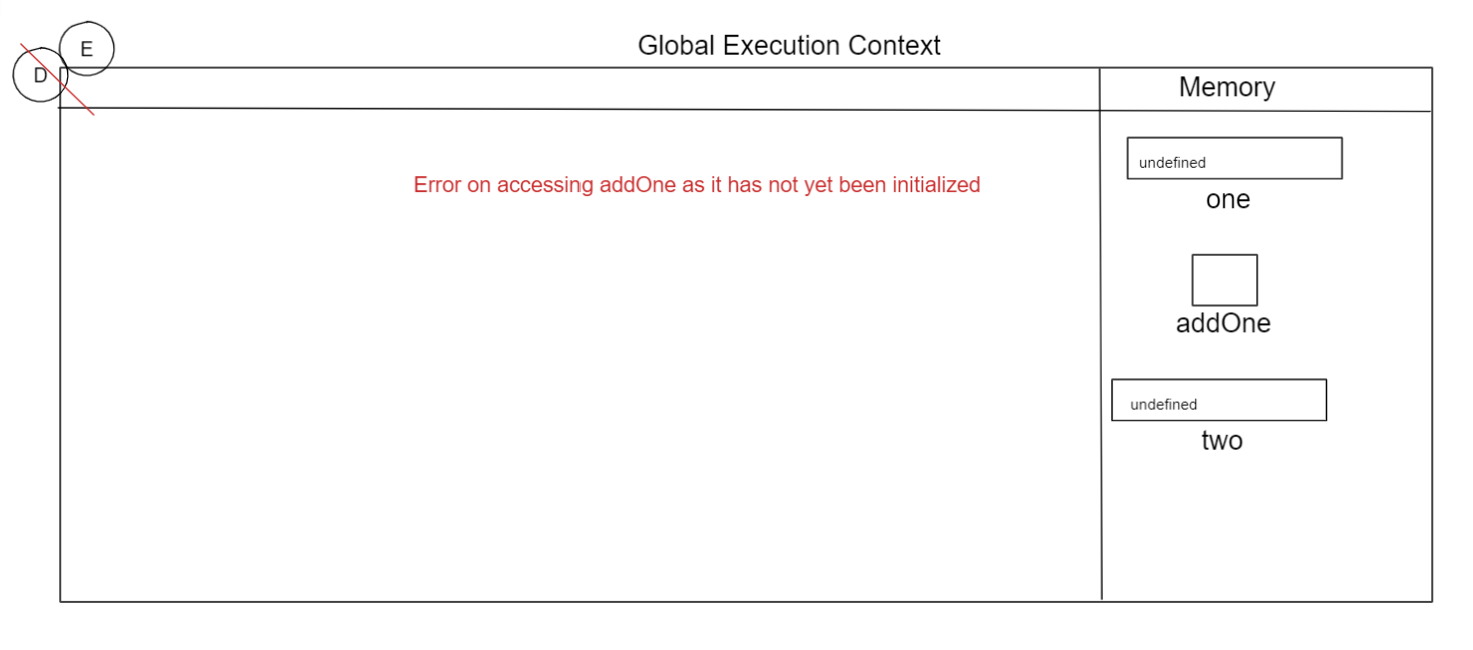 E
D
Global Execution Context
Memory
undefined
one
Error on accessing addOne as it has not yet been initialized
addOne
undefined
two